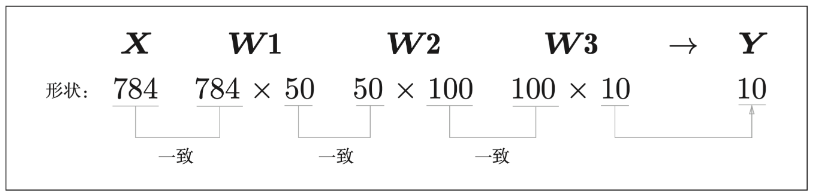 X W1 W2 W3 → Y
形状： 784 784 × 50 50 × 100 100 × 10 10
一致 一致 一致